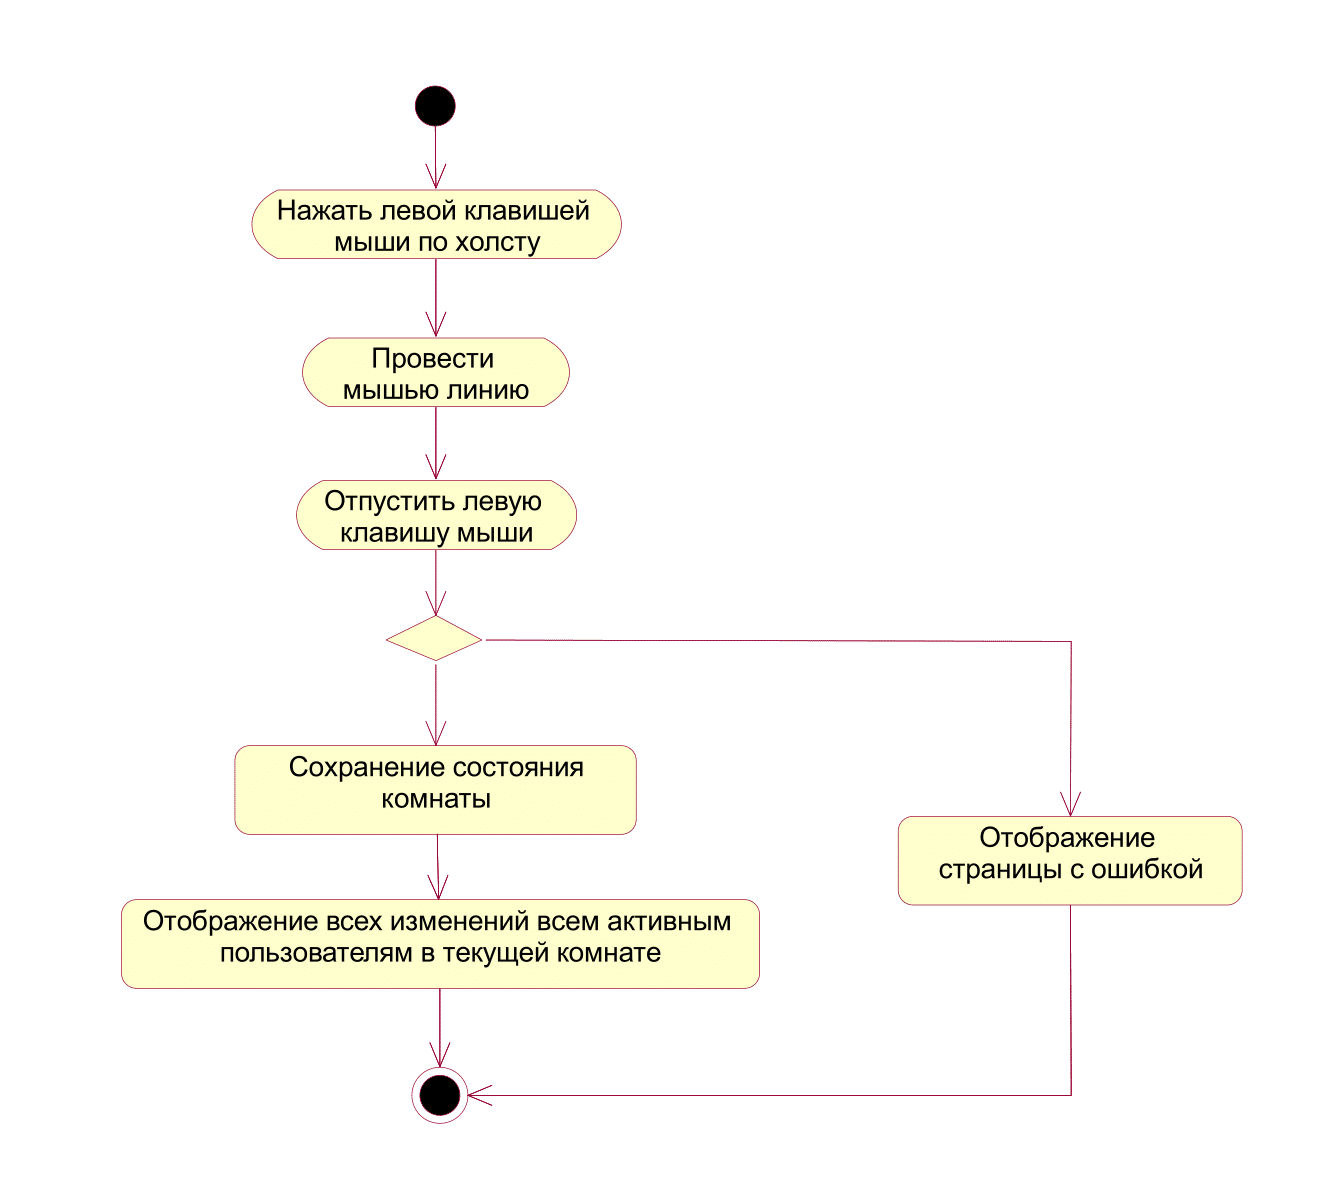 Нажать левой клавишей
мыши по холсту
Провести
мышью линию
Отпустить левую
клавишу мыши
Сохранение состояния
комнаты
Отображение
страницы с ошибкой
Отображение всех изменений всем активным
пользователям в текущей комнате